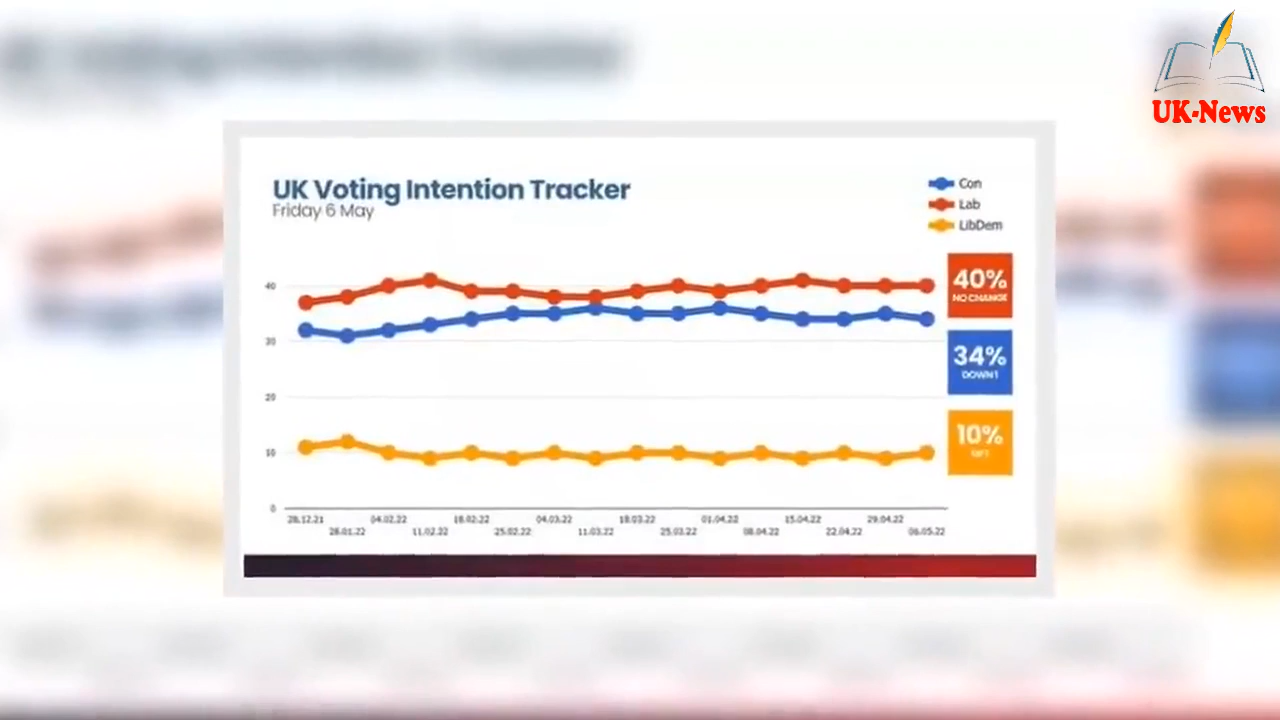 UK-News
UK Voting Intention Tracker
Friday 6 May
Con
Lab
LibDem
40%
NO CHANGE
34%
DOWN 1
10%
UP 1
40
30
20
10
0
28.12.21
28.01.22
04.02.22
11.02.22
18.02.22
25.02.22
04.03.22
11.03.22
18.03.22
25.03.22
01.04.22
08.04.22
15.04.22
22.04.22
29.04.22
06.05.22